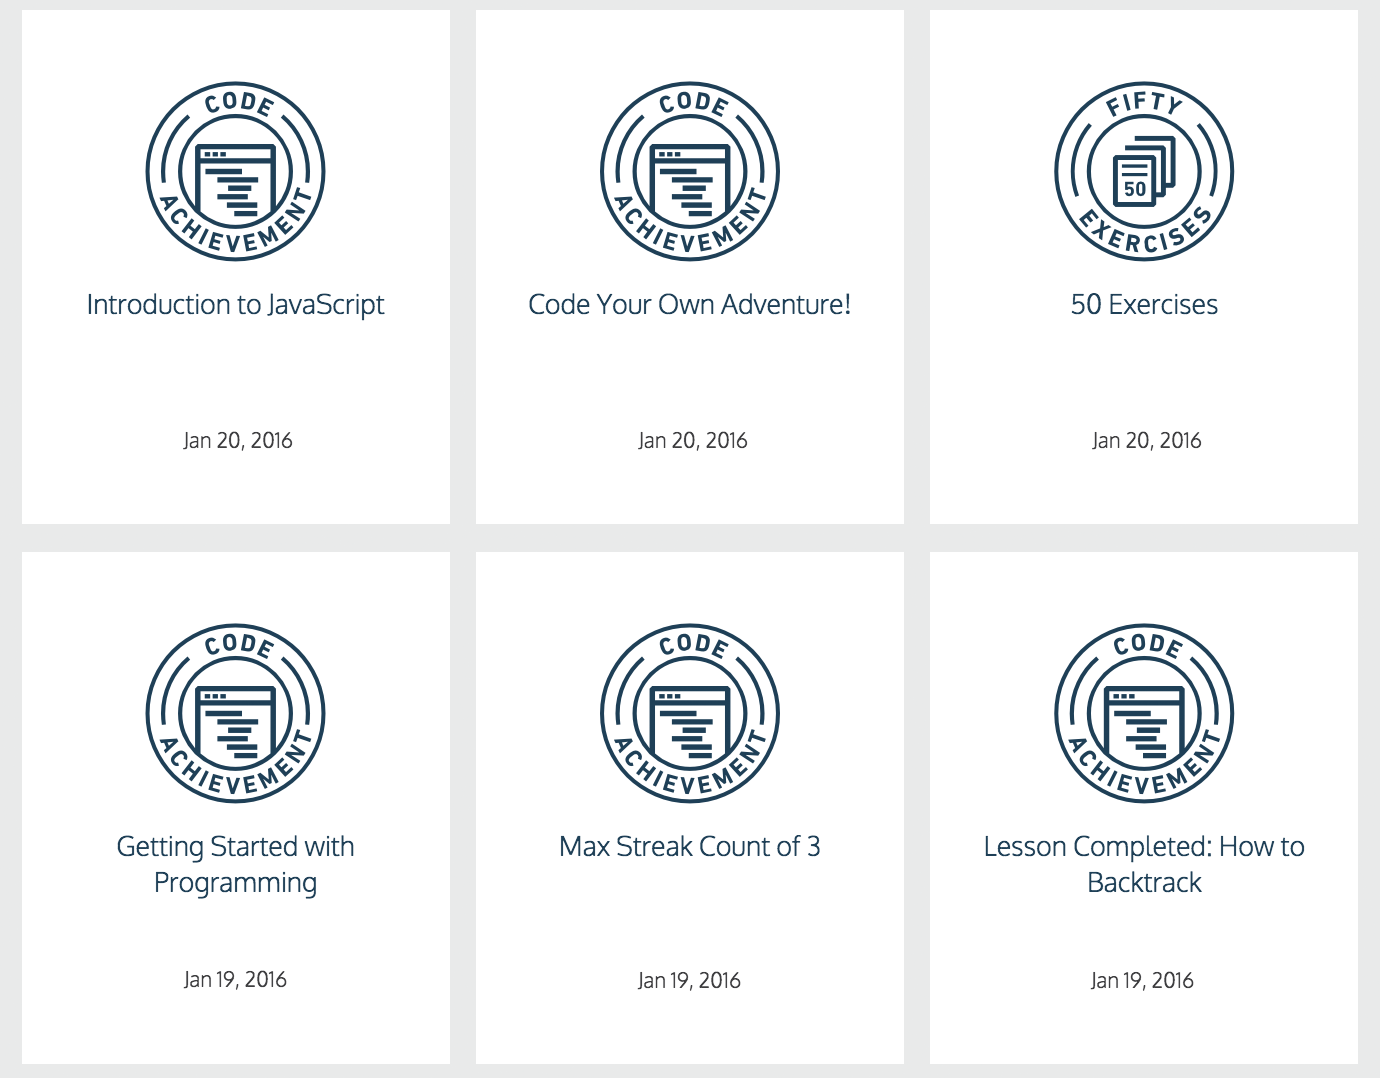 CODE
ACHIEVEMENT
Introduction to JavaScript
Jan 20, 2016
CODE
ACHIEVEMENT
Code Your Own Adventure!
Jan 20, 2016
FIFTY
50
EXERCISES
50 Exercises
Jan 20, 2016
CODE
ACHIEVEMENT
Getting Started with
Programming
Jan 19, 2016
CODE
ACHIEVEMENT
Max Streak Count of 3
Jan 19, 2016
CODE
ACHIEVEMENT
Lesson Completed: How to
Backtrack
Jan 19, 2016